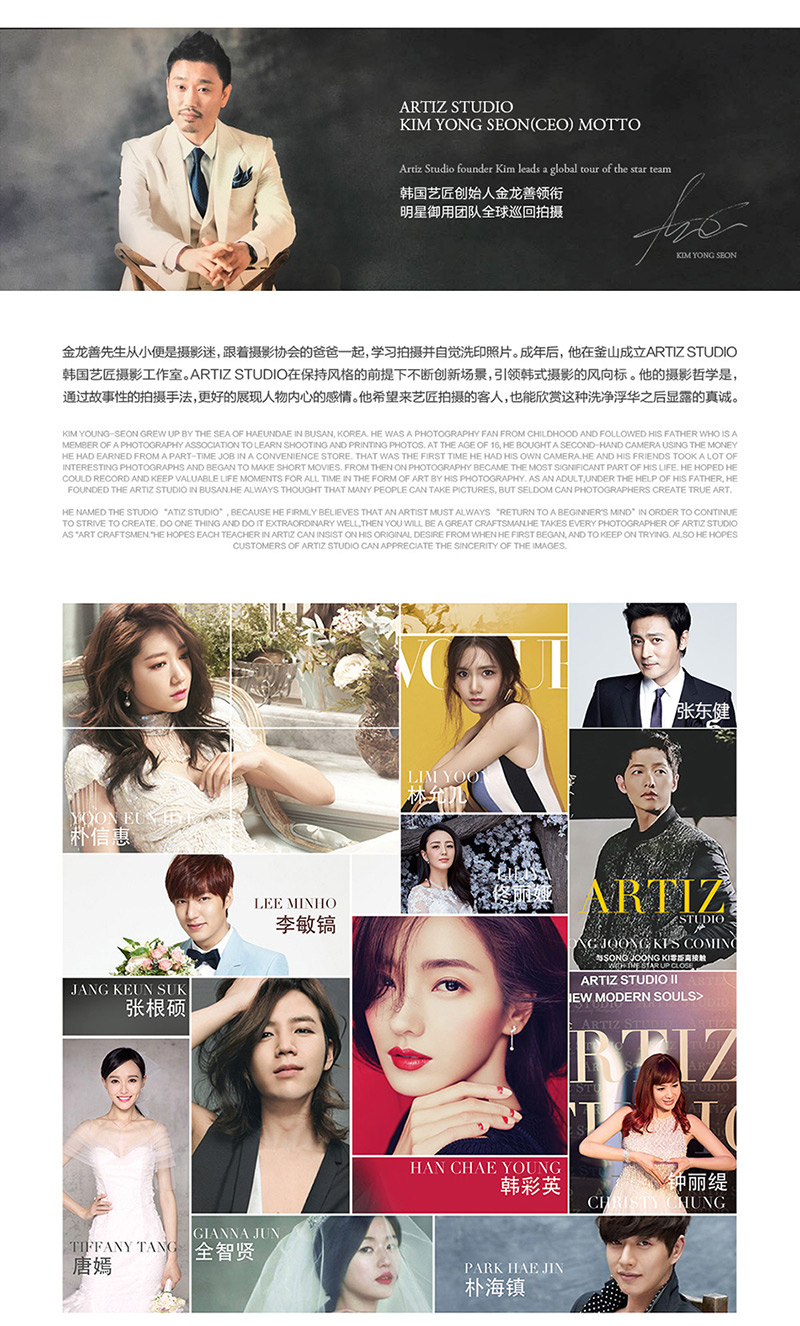 ARTIZ STUDIO
KIM YONG SEON(CEO) MOTTO
Artiz Studio founder Kim leads a global tour of the star team
韩国艺匠创始人金龙善领衔
明星御用团队全球巡回拍摄
KIM YONG SEON
金龙善先生从小便是摄影迷，跟着摄影协会的爸爸一起，学习拍摄并自觉洗印照片。成年后，他在釜山成立ARTIZ STUDIO
韩国艺匠摄影工作室。ARTIZ STUDIO在保持风格的前提下不断创新场景，引领韩式摄影的风向标。他的摄影哲学是，
通过故事性的拍摄手法，更好的展现人物内心的感情。他希望来艺匠拍摄的客人，也能欣赏这种洗净浮华之后显露的真诚。
KIM YOUNG-SEON GREW UP BY THE SEA OF HAEUNDAE IN BUSAN, KOREA. HE WAS A PHOTOGRAPHY FAN FROM CHILDHOOD AND FOLLOWED HIS FATHER WHO IS A
MEMBER OF A PHOTOGRAPHY ASSOCIATION TO LEARN SHOOTING AND PRINTING PHOTOS. AT THE AGE OF 16, HE BOUGHT A SECOND-HAND CAMERA USING THE MONEY
HE HAD EARNED FROM A PART-TIME JOB IN A CONVENIENCE STORE. THAT WAS THE FIRST TIME HE HAD HIS OWN CAMERA.HE AND HIS FRIENDS TOOK A LOT OF
INTERESTING PHOTOGRAPHS AND BEGAN TO MAKE SHORT MOVIES. FROM THEN ON PHOTOGRAPHY BECAME THE MOST SIGNIFICANT PART OF HIS LIFE. HE HOPED HE
COULD RECORD AND KEEP VALUABLE LIFE MOMENTS FOR ALL TIME IN THE FORM OF ART BY HIS PHOTOGRAPHY. AS AN ADULT,UNDER THE HELP OF HIS FATHER, HE
FOUNDED THE ARTIZ STUDIO IN BUSAN.HE ALWAYS THOUGHT THAT MANY PEOPLE CAN TAKE PICTURES, BUT SELDOM CAN PHOTOGRAPHERS CREATE TRUE ART.
HE NAMED THE STUDIO “ATIZ STUDIO”, BECAUSE HE FIRMLY BELIEVES THAT AN ARTIST MUST ALWAYS “RETURN TO A BEGINNER'S MIND” IN ORDER TO CONTINUE
TO STRIVE TO CREATE. DO ONE THING AND DO IT EXTRAORDINARY WELL,THEN YOU WILL BE A GREAT CRAFTSMAN.HE TAKES EVERY PHOTOGRAPHER OF ARTIZ STUDIO
AS "ART CRAFTSMEN."HE HOPES EACH TEACHER IN ARTIZ CAN INSIST ON HIS ORIGINAL DESIRE FROM WHEN HE FIRST BEGAN, AND TO KEEP ON TRYING. ALSO HE HOPES
CUSTOMERS OF ARTIZ STUDIO CAN APPRECIATE THE SINCERITY OF THE IMAGES.
VOGUE
张东健
LIM YOON
林允儿
YOON EUN HYE
朴信惠
佟丽娅
LEE MINHO
李敏镐
ARTIZ
STUDIO
NG JOONG KI'S COMING
与SONG JOONG KI零距离接触
WITH THE STAR UP CLOSE
JANG KEUN SUK
张根硕
ARTIZ STUDIO II
NEW MODERN SOULS>
ARTIZ
HAN CHAE YOUNG
韩彩英
钟丽缇
CHRISTY CHUNG
TIFFANY TANG
唐嫣
GIANNA JUN
全智贤
PARK HAE JIN
朴海镇